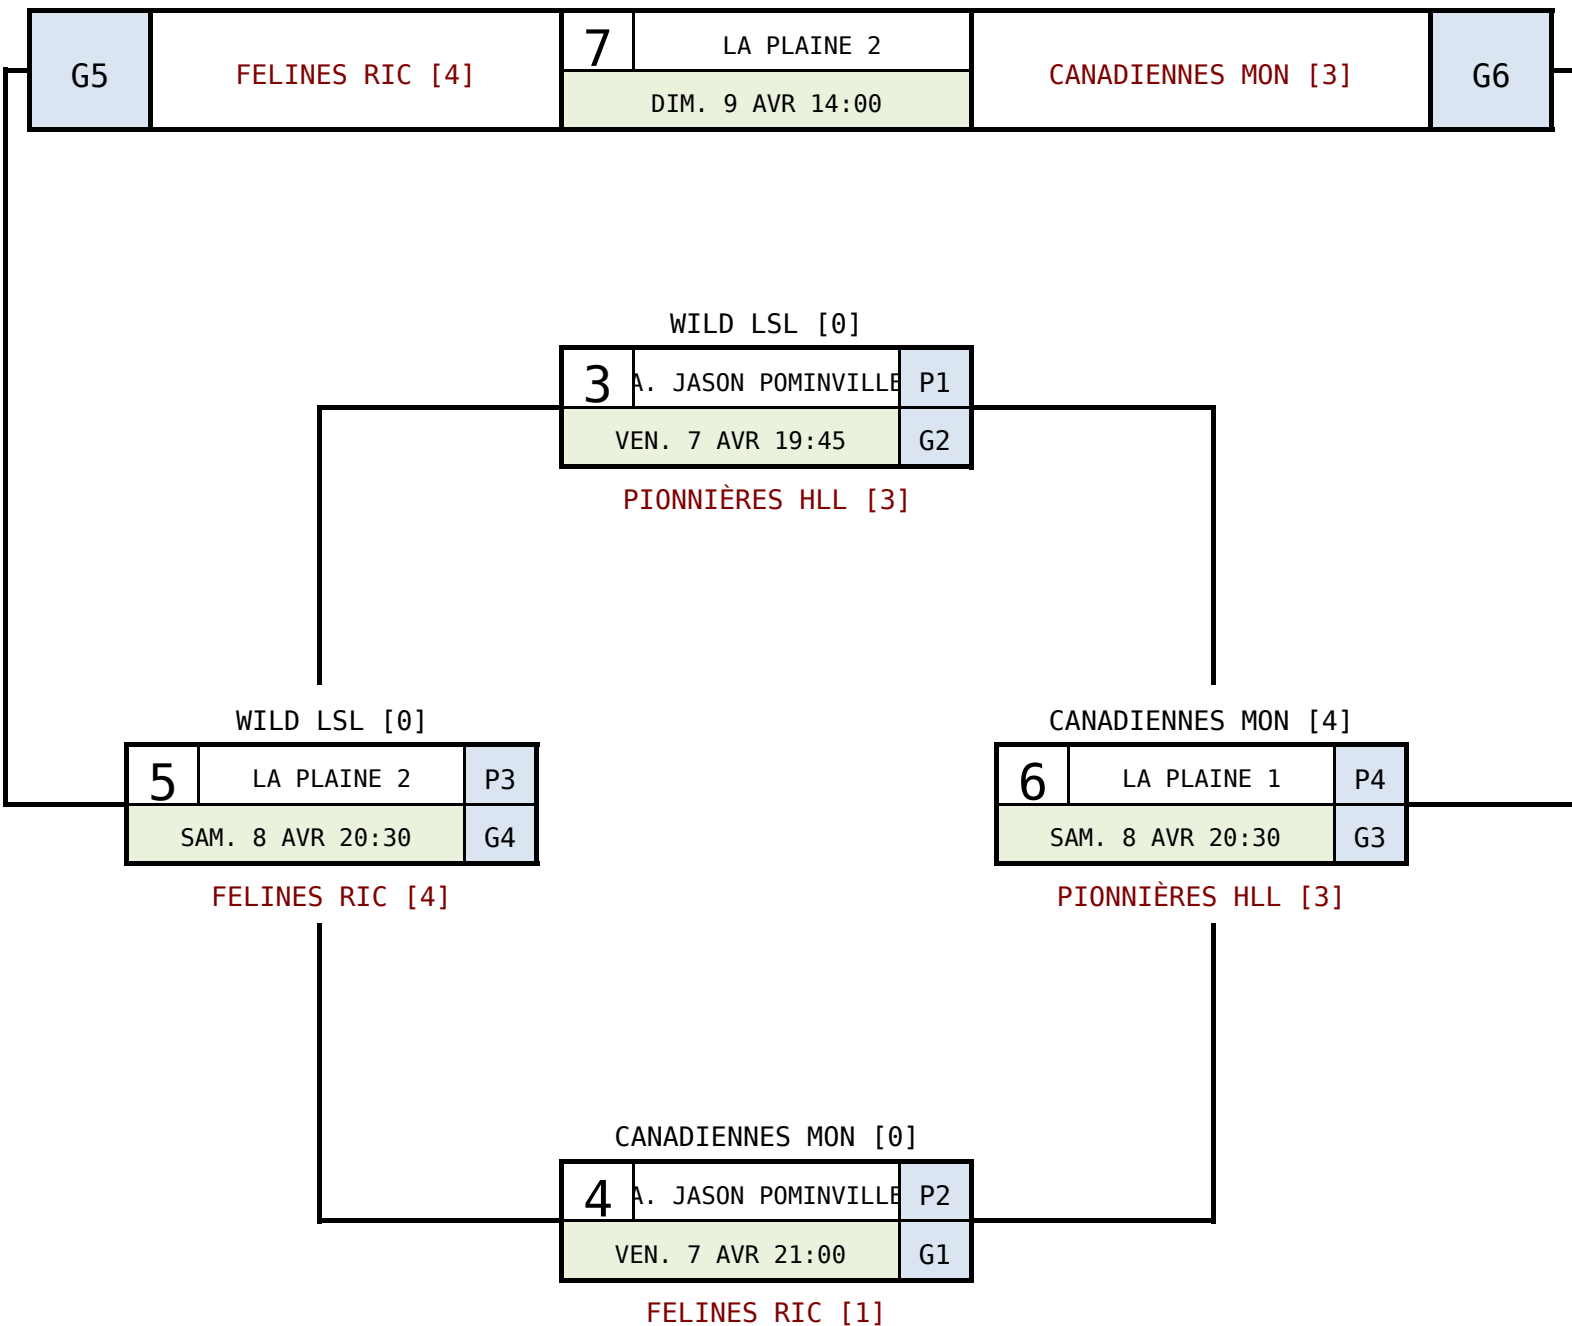 G5
FELINES RIC [4]
7
LA PLAINE 2
DIM. 9 AVR 14:00
CANADIENNES MON [3]
G6
WILD LSL [0]
3
A. JASON POMINVILLE
P1
VEN. 7 AVR 19:45
G2
PIONNIÈRES HLL [3]
WILD LSL [0]
5
LA PLAINE 2
P3
SAM. 8 AVR 20:30
G4
FELINES RIC [4]
CANADIENNES MON [4]
6
LA PLAINE 1
P4
SAM. 8 AVR 20:30
G3
PIONNIÈRES HLL [3]
CANADIENNES MON [0]
4
A. JASON POMINVILLE
P2
VEN. 7 AVR 21:00
G1
FELINES RIC [1]